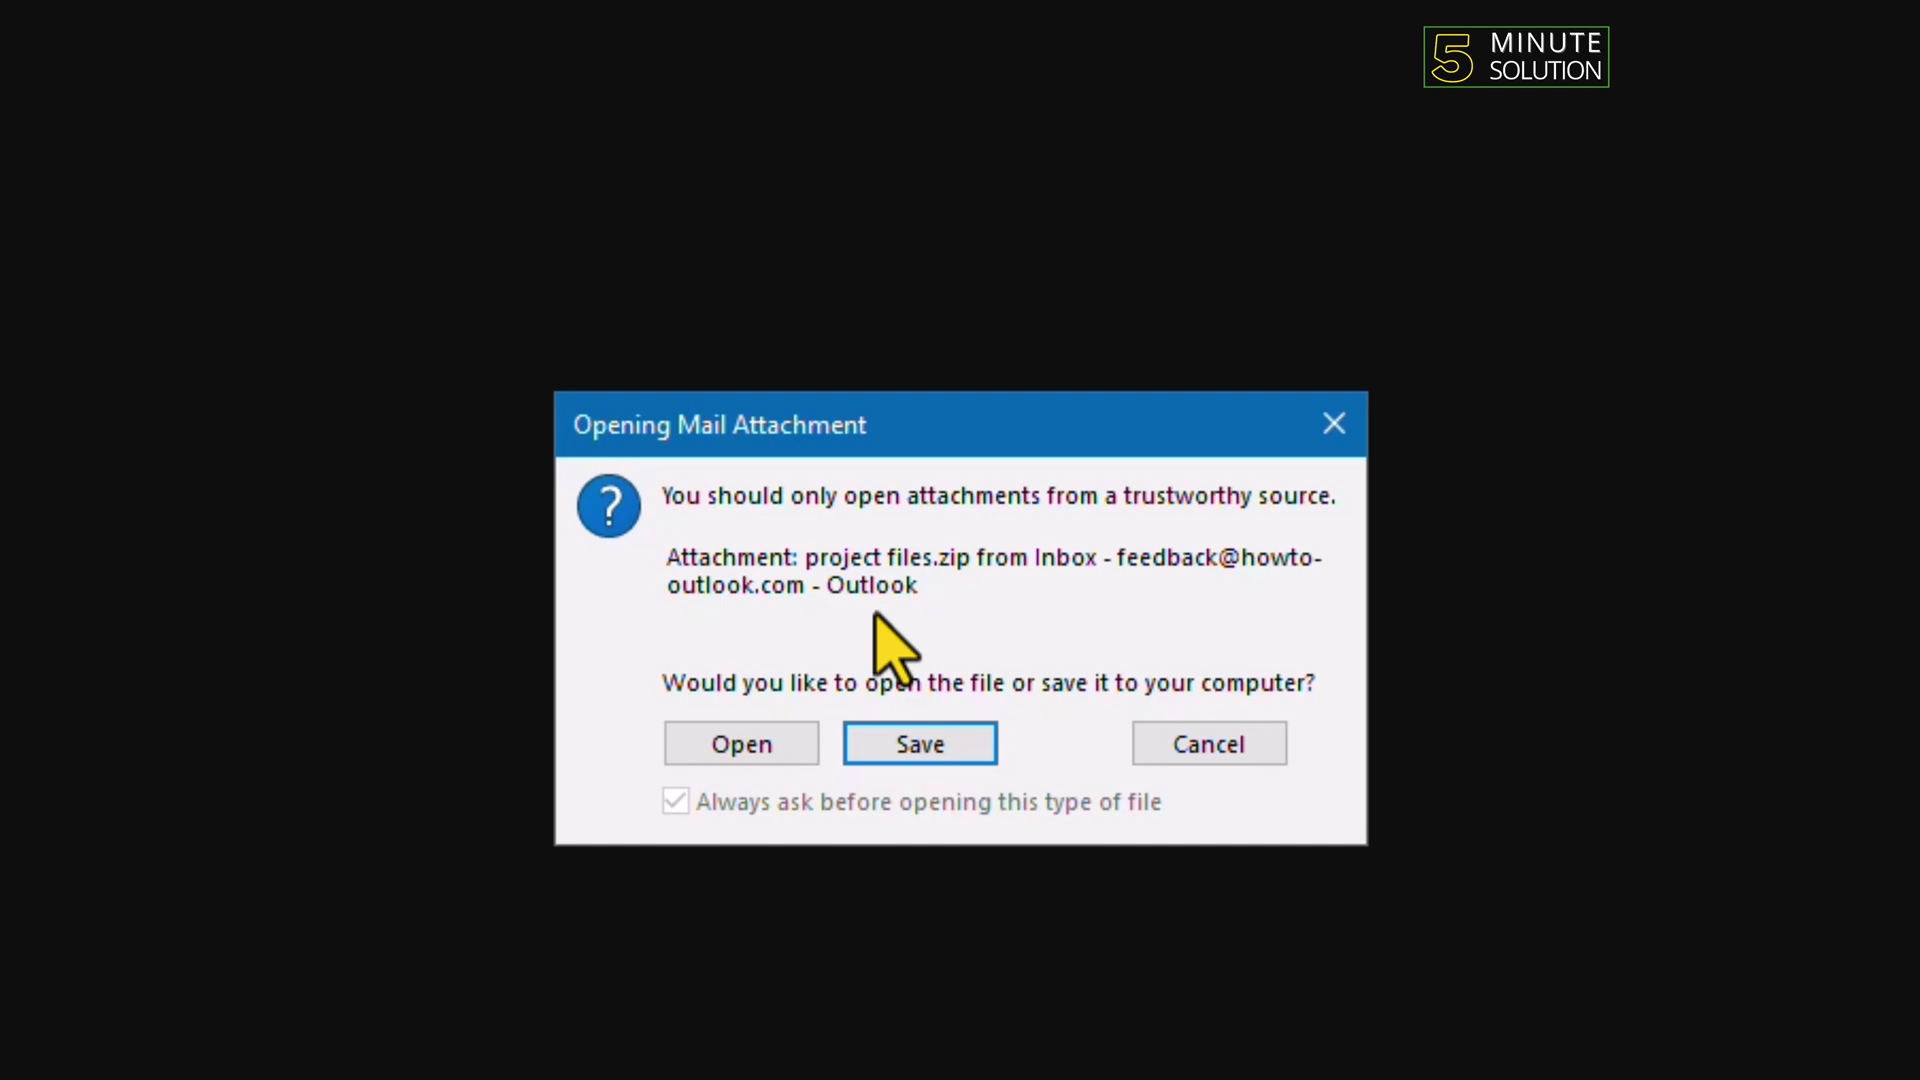 5 MINUTE
SOLUTION
Opening Mail Attachment
You should only open attachments from a trustworthy source.
Attachment: project files.zip from Inbox - feedback@howto-
outlook.com - Outlook
Would you like to open the file or save it to your computer?
Open Save Cancel
Always ask before opening this type of file